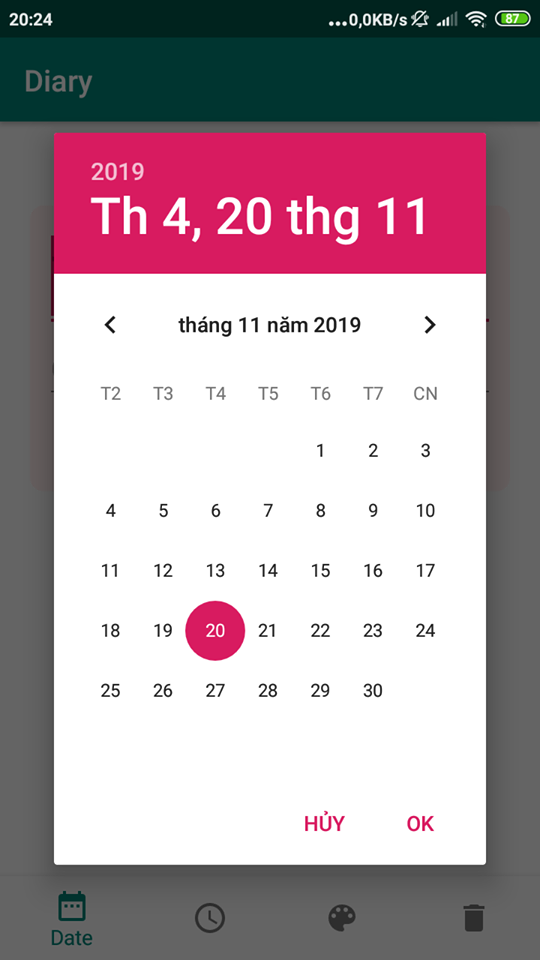 20:24 ...0,0KB/s 87
Diary
2019
Th 4, 20 thg 11
tháng 11 năm 2019
T2 T3 T4 T5 T6 T7 CN
1 2 3
4 5 6 7 8 9 10
11 12 13 14 15 16 17
18 19 20 21 22 23 24
25 26 27 28 29 30
HỦY OK
Date